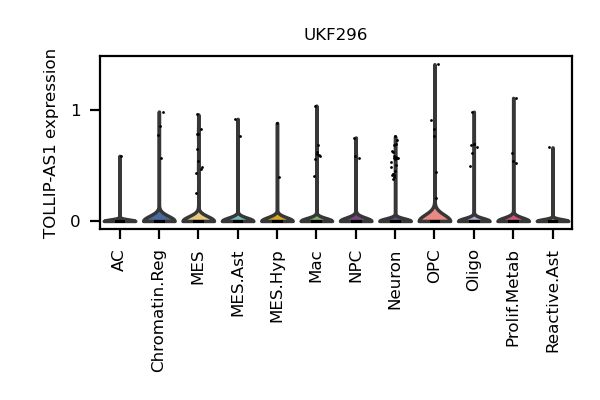 UKF296
TOLLIP-AS1 expression
1
0
AC
Chromatin.Reg
MES
MES.Ast
MES.Hyp
Mac
NPC
Neuron
OPC
Oligo
Prolif.Metab
Reactive.Ast